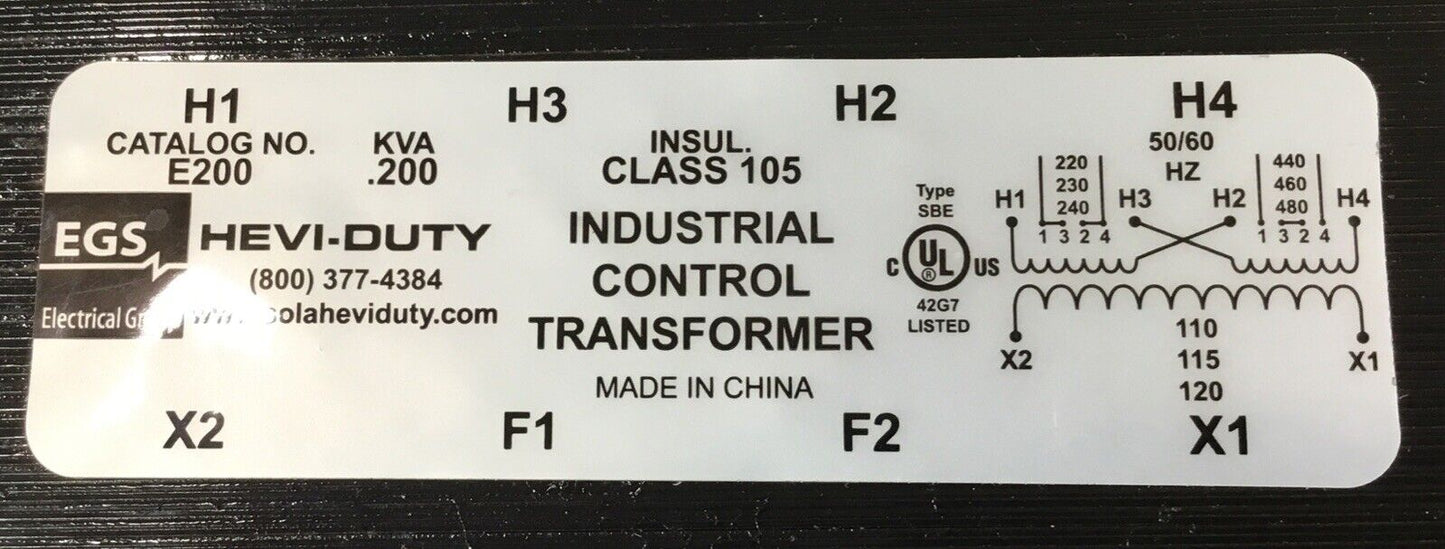 H1 H3 H2 H4
CATALOG NO. KVA INSUL. 50/60
E200 .200 CLASS 105 HZ
EGS
Electrical
HEVI-DUTY
(800) 377-4384
solaheviduty.com
INDUSTRIAL
CONTROL
TRANSFORMER
MADE IN CHINA
Type
SBE
C UL ® US
42G7
LISTED
220 440
230 460
H1 240 H3 H2 480 H4
1 3 2 4 1 3 2 4
X2 110 X1
115
120
X2 F1 F2 X1